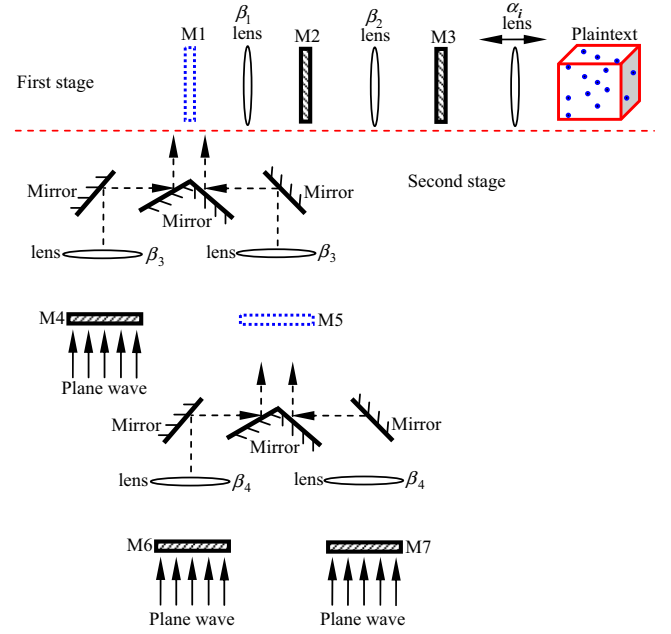 β1
lens
M1
M2
β2
lens
M3
αi
lens
Plaintext
First stage
Second stage
Mirror
Mirror
Mirror
lens
β3
lens
β3
M4
M5
Plane wave
Mirror
Mirror
Mirror
lens
β4
lens
β4
M6
M7
Plane wave
Plane wave